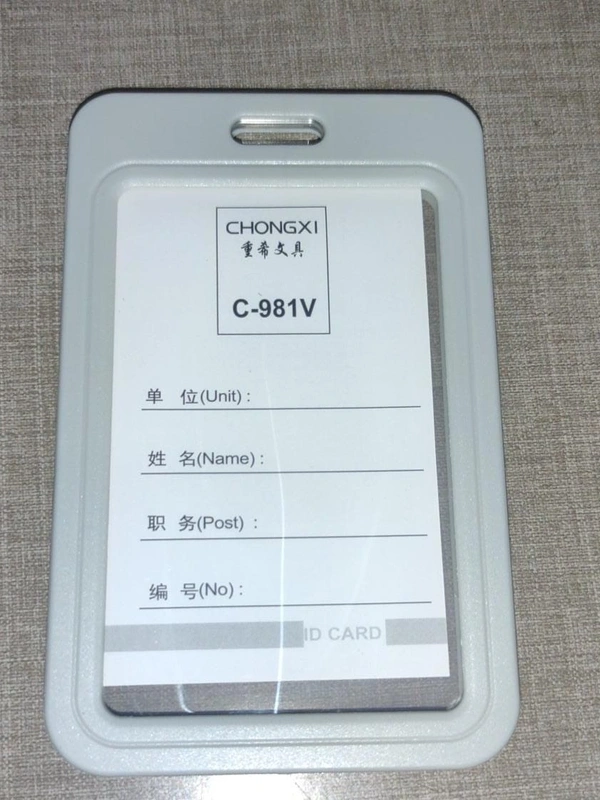 CHONGXI
重希文具
C-981V
单 位(Unit) :
姓 名(Name) :
职 务(Post) :
编 号(No) :
ID CARD